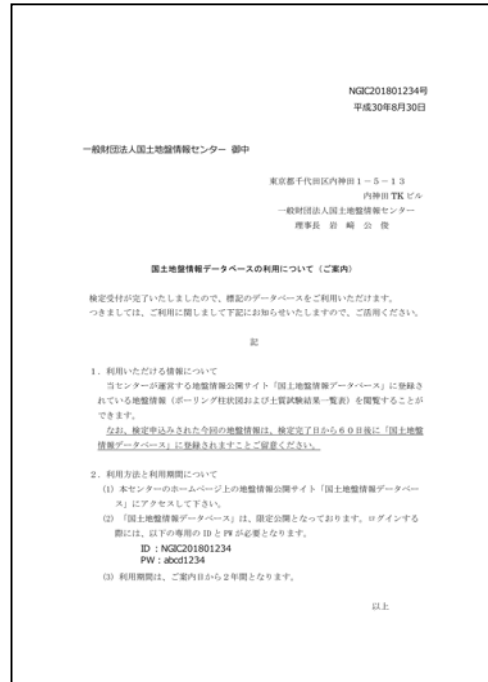 NGIC201801234号
平成30年8月30日
一般財団法人国土地盤情報センター 御中
東京都千代田区内神田1-5-13
内神田 TK ビル
一般財団法人国土地盤情報センター
理事長 岩 﨑 公 俊
国土地盤情報データベースの利用について（ご案内）
検定受付が完了いたしましたので、標記のデータベースをご利用いただけます。
つきましては、ご利用に関しまして下記にお知らせいたしますので、ご活用ください。
記
1．利用いただける情報について
当センターが運営する地盤情報公開サイト「国土地盤情報データベース」に登録さ
れている地盤情報（ボーリング柱状図および土質試験結果一覧表）を閲覧することが
できます。
なお、検定申込みされた今回の地盤情報は、検定完了日から60日後に「国土地盤
情報データベース」に登録されますことご留意ください。
2．利用方法と利用期間について
(1) 本センターのホームページ上の地盤情報公開サイト「国土地盤情報データベー
ス」にアクセスして下さい。
(2) 「国土地盤情報データベース」は、限定公開となっております。ログインする
際には、以下の専用の ID と PW が必要となります。
ID：NGIC201801234
PW：abcd1234
(3) 利用期間は、ご案内日から2年間となります。
以上